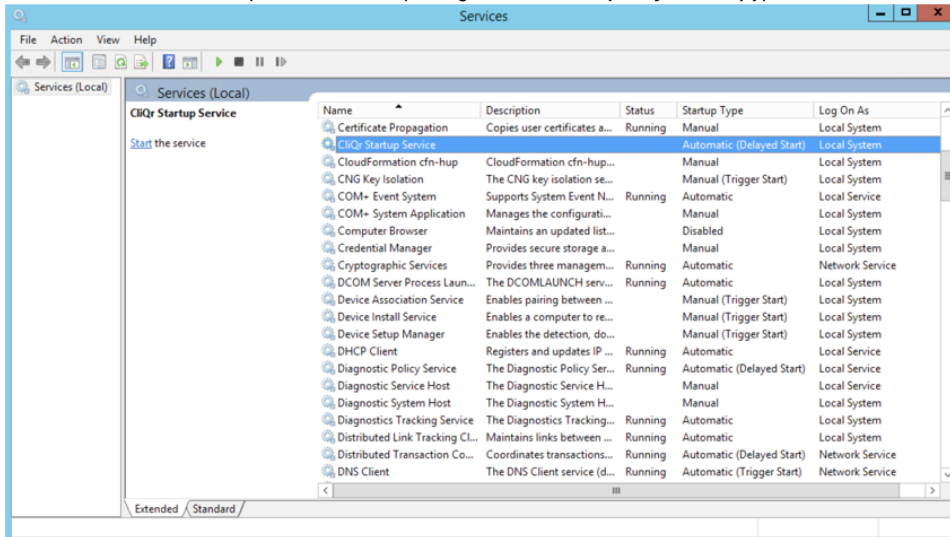 Services
File Action View Help
Services (Local)
Services (Local)
CliQr Startup Service
Start the service
Name Description Status Startup Type Log On As
Certificate Propagation Copies user certificates a... Running Manual Local System
CliQr Startup Service Automatic (Delayed Start) Local System
CloudFormation cfn-hup CloudFormation cfn-hup... Manual Local System
CNG Key Isolation The CNG key isolation se... Manual (Trigger Start) Local System
COM+ Event System Supports System Event N... Running Automatic Local Service
COM+ System Application Manages the configurati... Manual Local System
Computer Browser Maintains an updated list... Disabled Local System
Credential Manager Provides secure storage a... Manual Local System
Cryptographic Services Provides three managem... Running Automatic Network Service
DCOM Server Process Laun... The DCOMLAUNCH serv... Running Automatic Local System
Device Association Service Enables pairing between ... Manual (Trigger Start) Local System
Device Install Service Enables a computer to re... Manual (Trigger Start) Local System
Device Setup Manager Enables the detection, do... Manual (Trigger Start) Local System
DHCP Client Registers and updates IP ... Running Automatic Local Service
Diagnostic Policy Service The Diagnostic Policy Ser... Running Automatic (Delayed Start) Local Service
Diagnostic Service Host The Diagnostic Service H... Manual Local Service
Diagnostic System Host The Diagnostic System H... Manual Local System
Diagnostics Tracking Service The Diagnostics Tracking... Running Automatic Local System
Distributed Link Tracking Cl... Maintains links between ... Running Automatic Local System
Distributed Transaction Co... Coordinates transactions... Running Automatic (Delayed Start) Network Service
DNS Client The DNS Client service (d... Running Automatic (Trigger Start) Network Service
Extended Standard